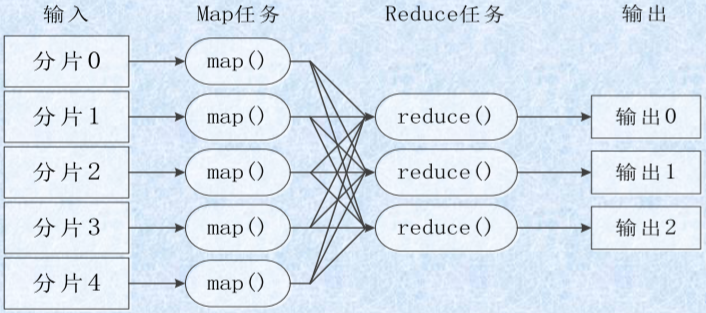 输入 Map任务 Reduce任务 输出
分片0 map()
分片1 map() reduce() 输出0
分片2 map() reduce() 输出1
分片3 map() reduce() 输出2
分片4 map()